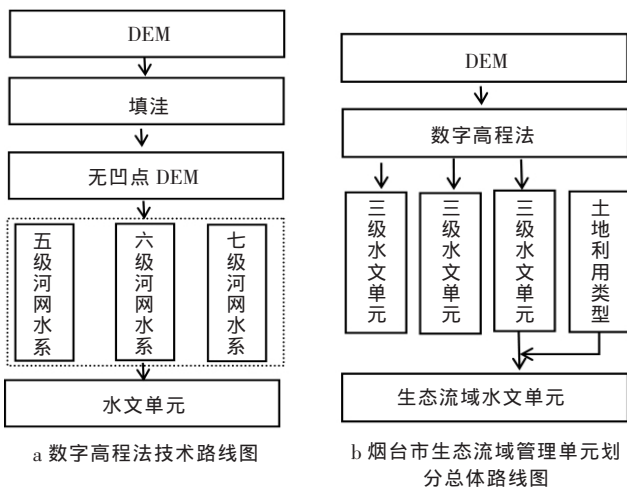 DEM
填洼
无凹点 DEM
五级河网水系
六级河网水系
七级河网水系
水文单元
a 数字高程法技术路线图
DEM
数字高程法
三级水文单元
三级水文单元
三级水文单元
土地利用类型
生态流域水文单元
b 烟台市生态流域管理单元划
分总体路线图